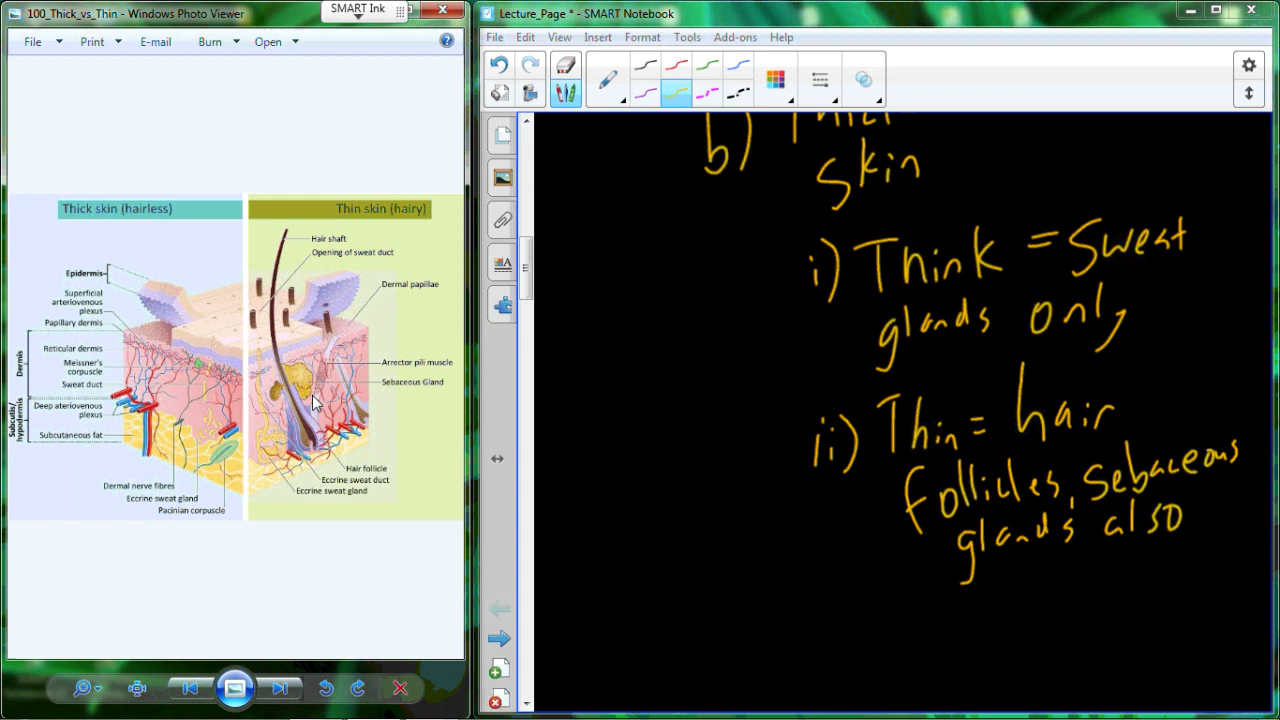 100_Thick_vs_Thin - Windows Photo Viewer
SMART Ink
File Print E-mail Burn Open
Thick skin (hairless)
Thin skin (hairy)
Hair shaft
Opening of sweat duct
Epidermis
Dermal papillae
Superficial
arteriovenous
plexus
Papillary dermis
Dermis
Reticular dermis
Meissner's
corpuscle
Sweat duct
Arrector pili muscle
Sebaceous Gland
Subcutis/
hypodermis
Deep ateriovenous
plexus
Subcutaneous fat
Hair follicle
Eccrine sweat duct
Eccrine sweat gland
Dermal nerve fibres
Eccrine sweat gland
Pacinian corpuscle
Lecture_Page * - SMART Notebook
File Edit View Insert Format Tools Add-ons Help
b)
skin
i) Think = Sweat
glands only
ii) Thin = hair
follicles, sebaceous
glands also